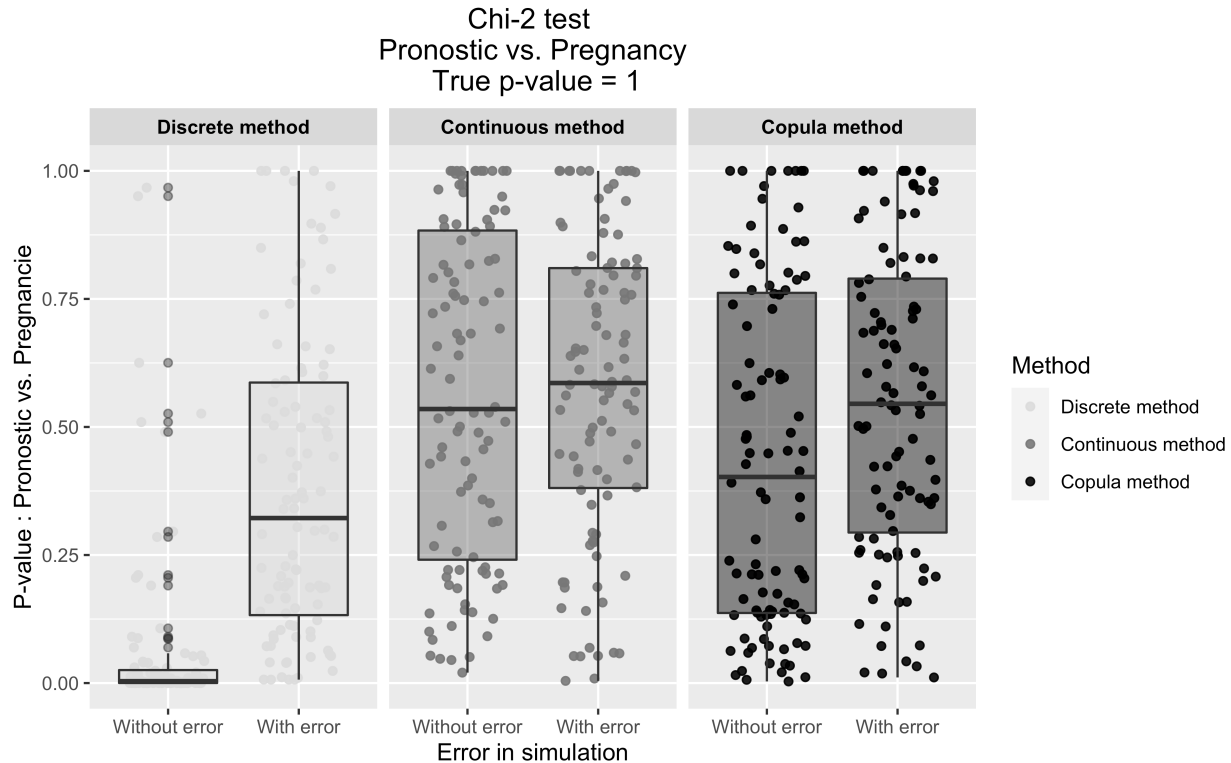 Chi-2 test
Pronostic vs. Pregnancy
True p-value = 1
Discrete method
Continuous method
Copula method
P-value : Pronostic vs. Pregnancie
1.00
0.75
0.50
0.25
0.00
Without error
With error
Without error
With error
Without error
With error
Error in simulation
Method
Discrete method
Continuous method
Copula method